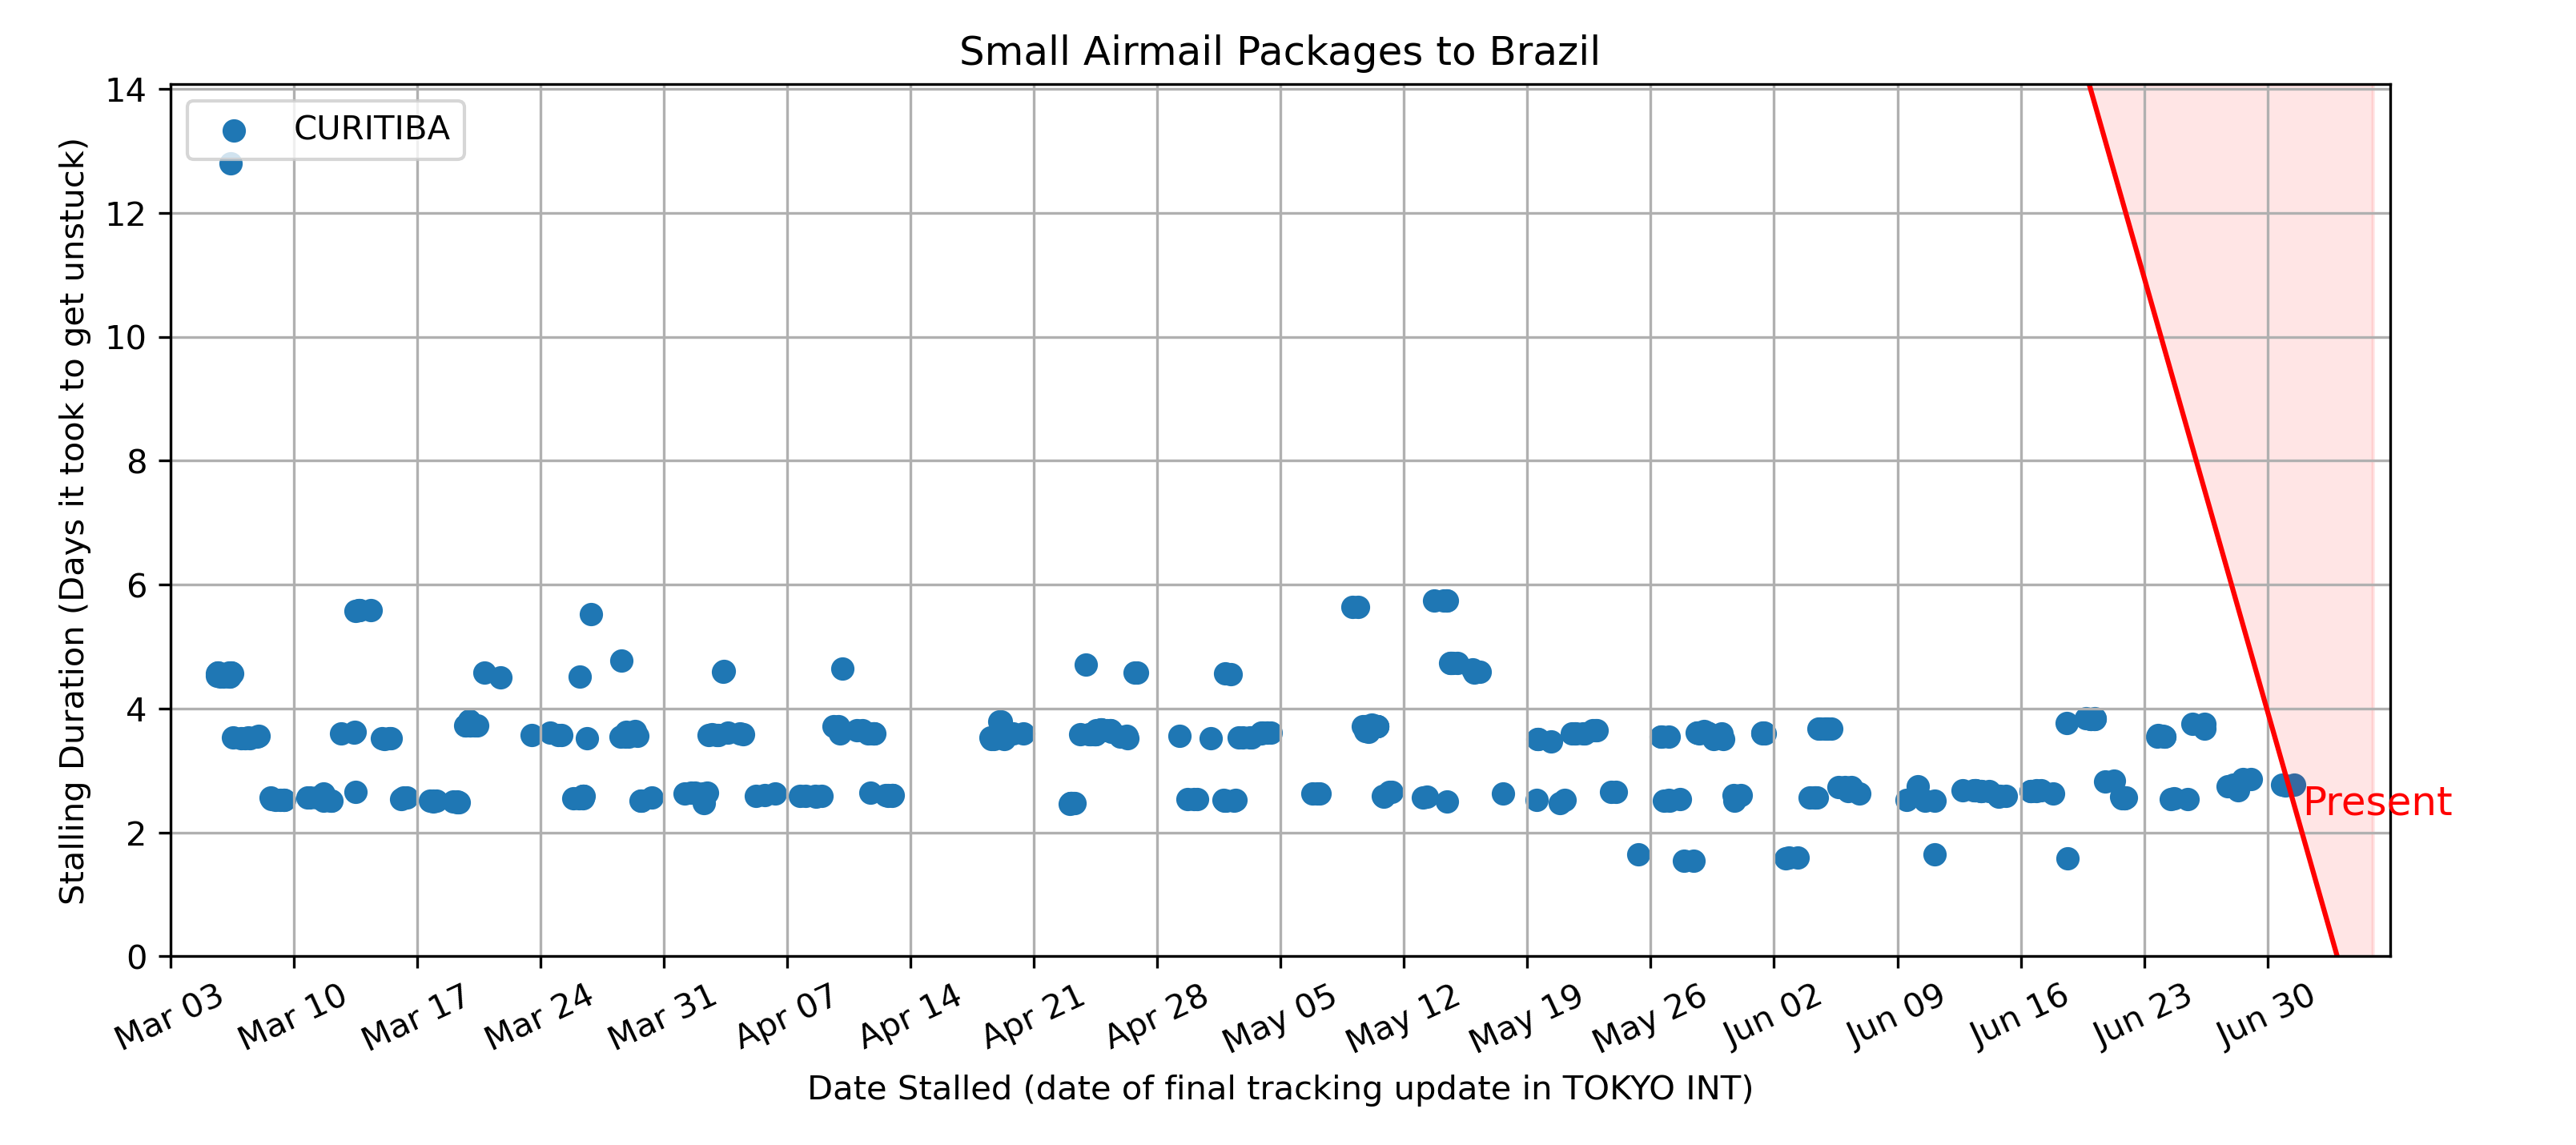 Small Airmail Packages to Brazil
CURITIBA
Stalling Duration (Days it took to get unstuck)
14
12
10
8
6
4
2
0
Present
Mar 03
Mar 10
Mar 17
Mar 24
Mar 31
Apr 07
Apr 14
Apr 21
Apr 28
May 05
May 12
May 19
May 26
Jun 02
Jun 09
Jun 16
Jun 23
Jun 30
Date Stalled (date of final tracking update in TOKYO INT)